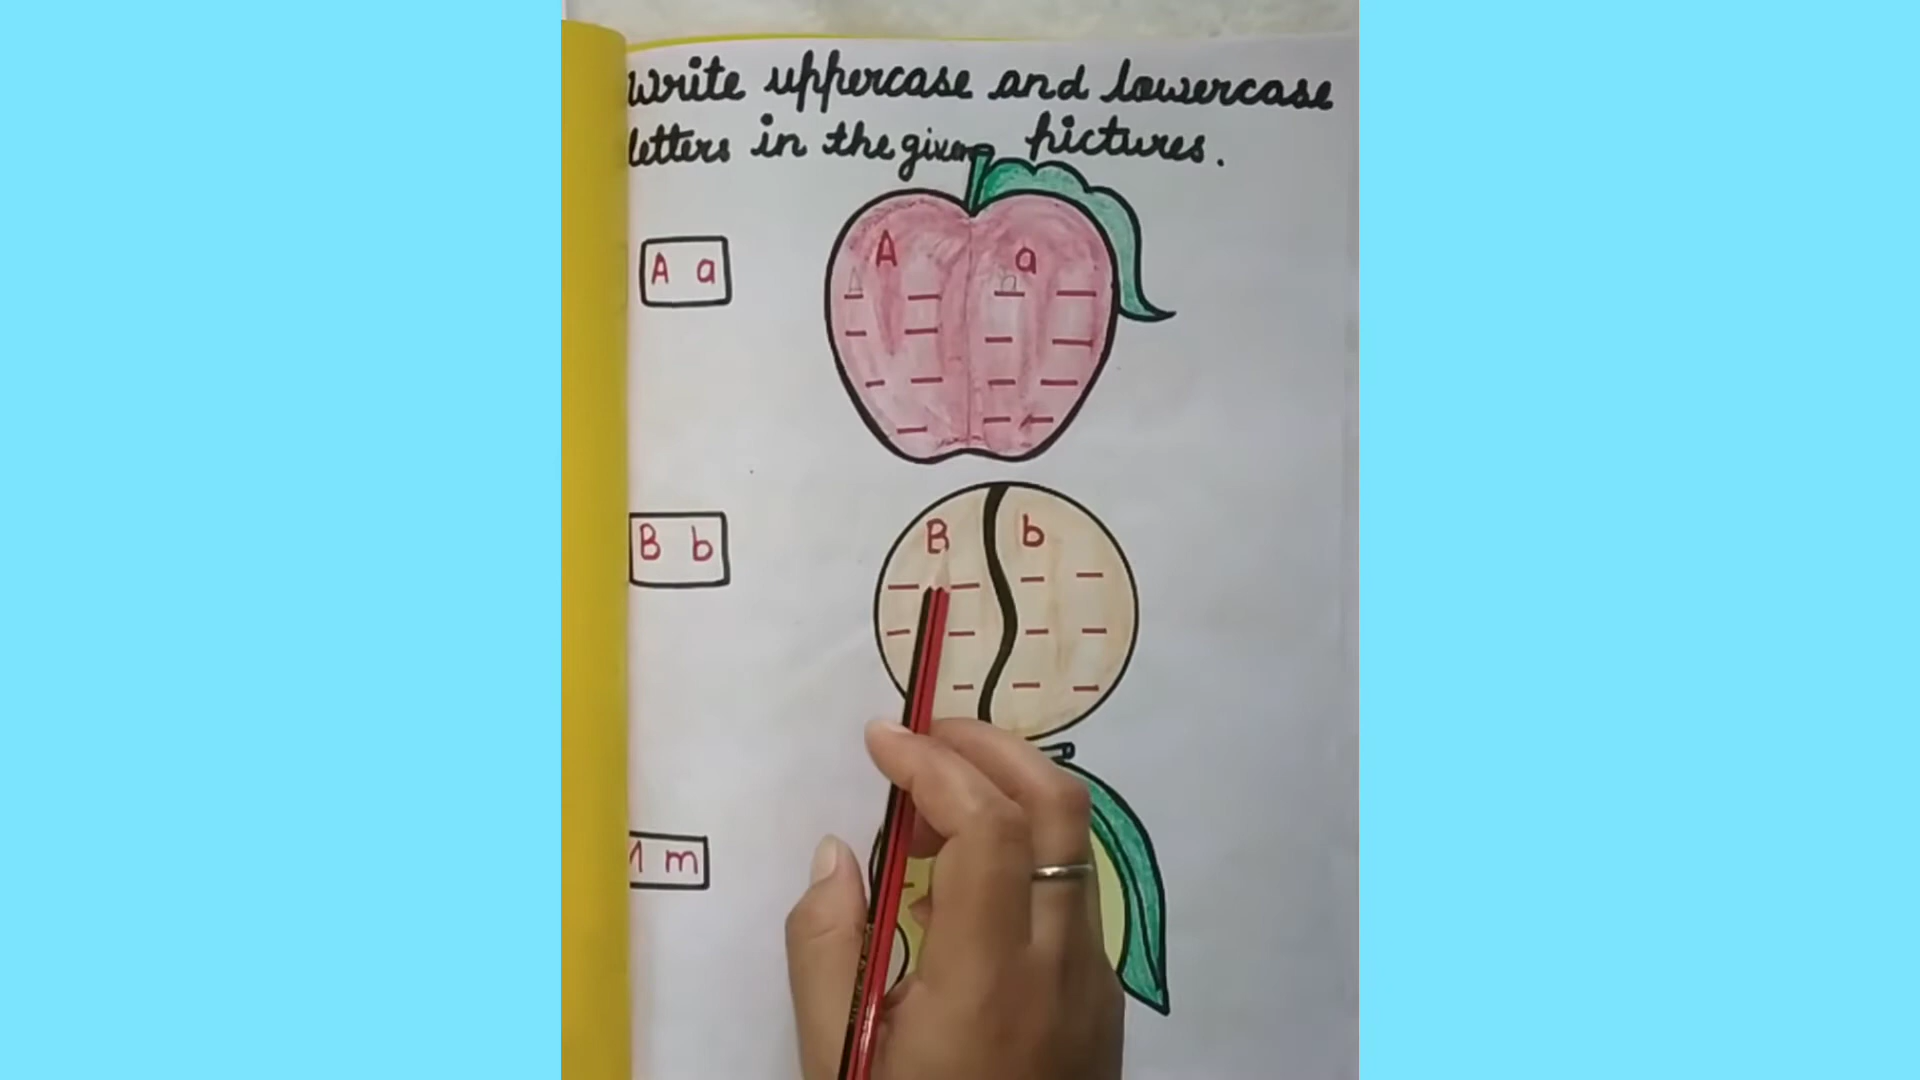 Write uppercase and lowercase
letters in the given pictures.
A a
A a
A a
B b
B b
m